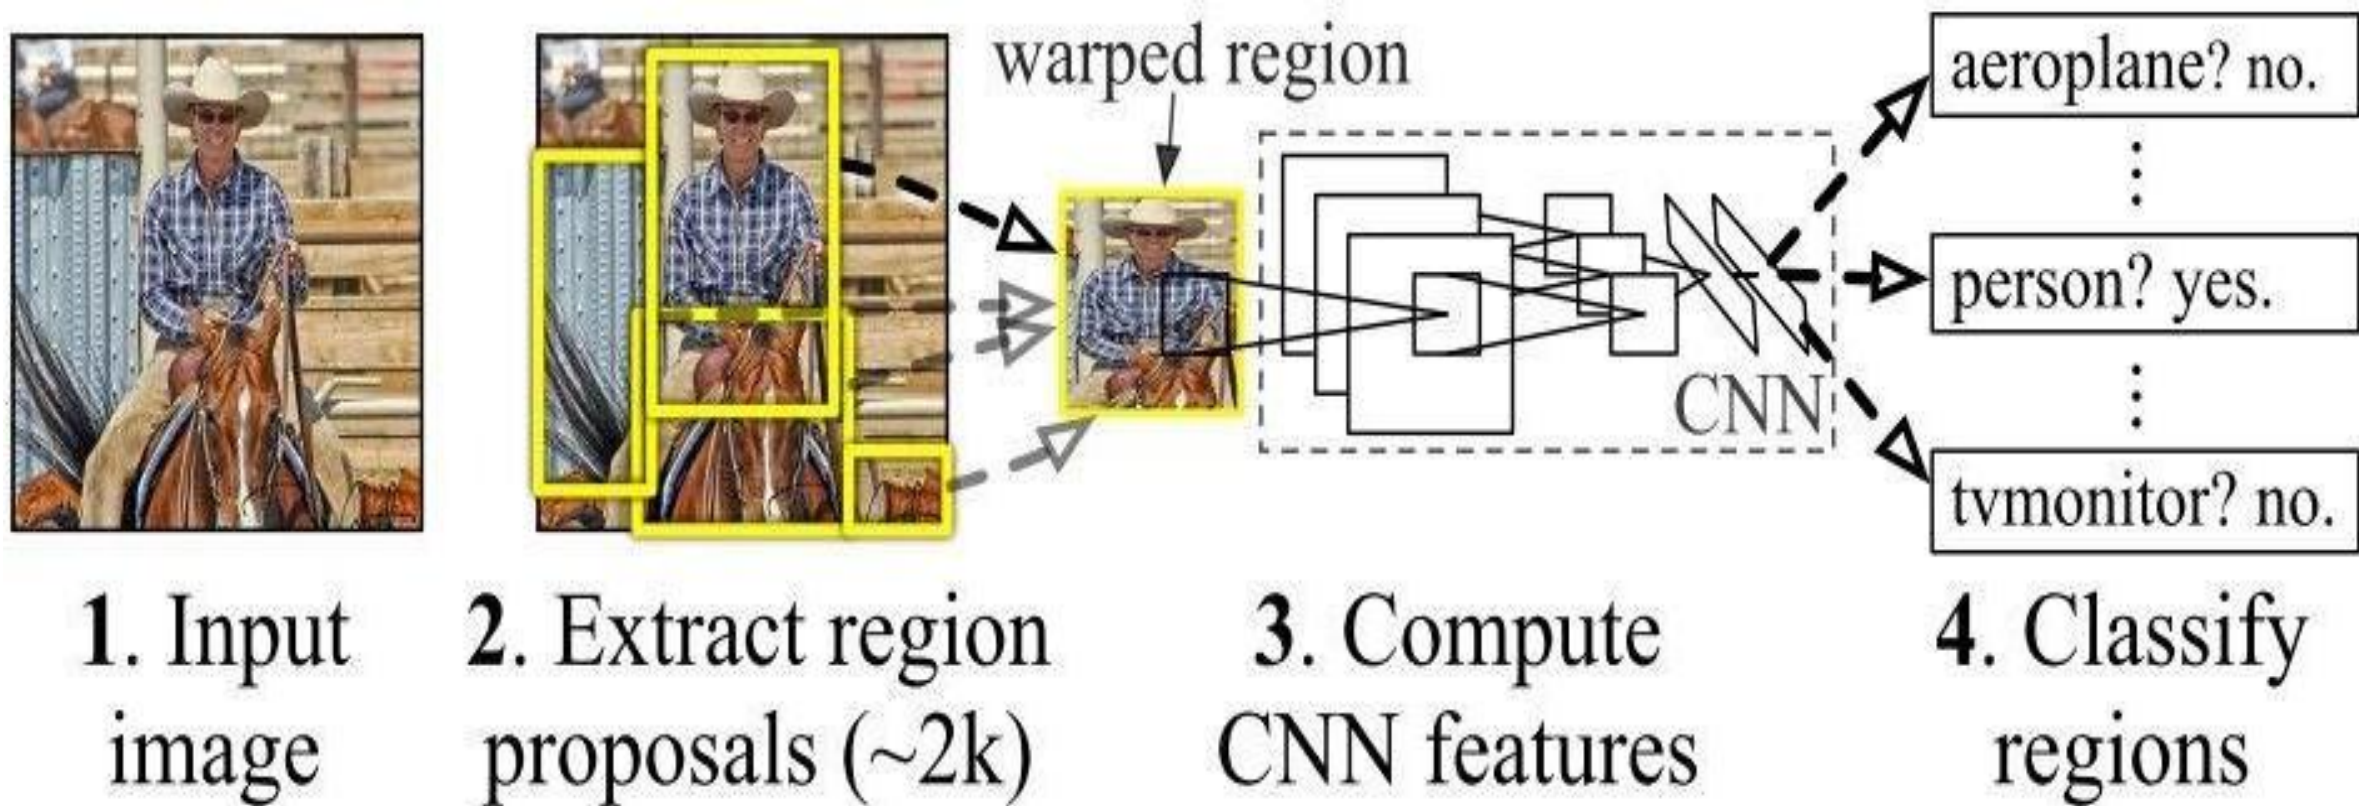 warped region
aeroplane? no.
person? yes.
CNN
tvmonitor? no.
1. Input
image
2. Extract region
proposals (~2k)
3. Compute
CNN features
4. Classify
regions